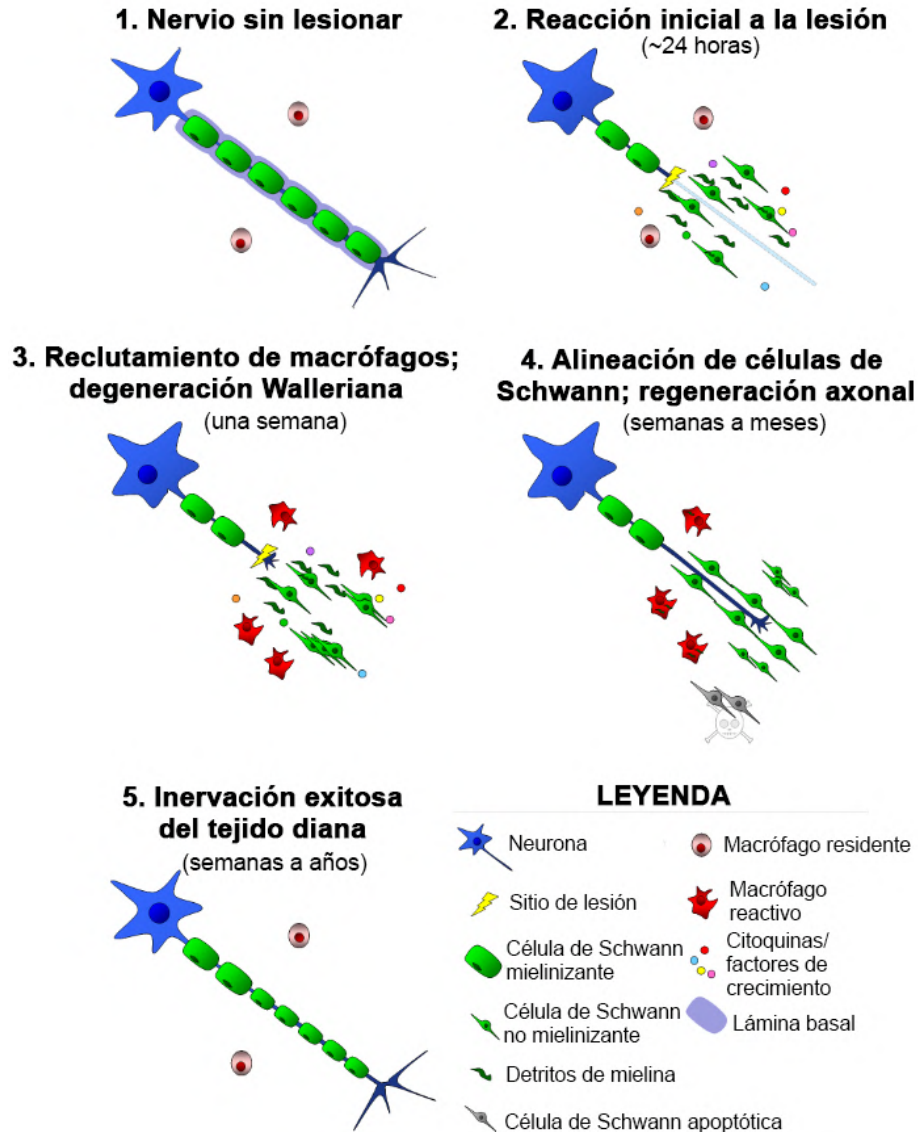 1. Nervio sin lesionar
2. Reacción inicial a la lesión
(~24 horas)
3. Reclutamiento de macrófagos;
degeneración Walleriana
(una semana)
4. Alineación de células de
Schwann; regeneración axonal
(semanas a meses)
5. Inervación exitosa
del tejido diana
(semanas a años)
LEYENDA
Neurona
Sitio de lesión
Célula de Schwann
mielinizante
Célula de Schwann
no mielinizante
Detritos de mielina
Célula de Schwann apoptótica
Macrófago residente
Macrófago
reactivo
Citoquinas/
factores de
crecimiento
Lámina basal